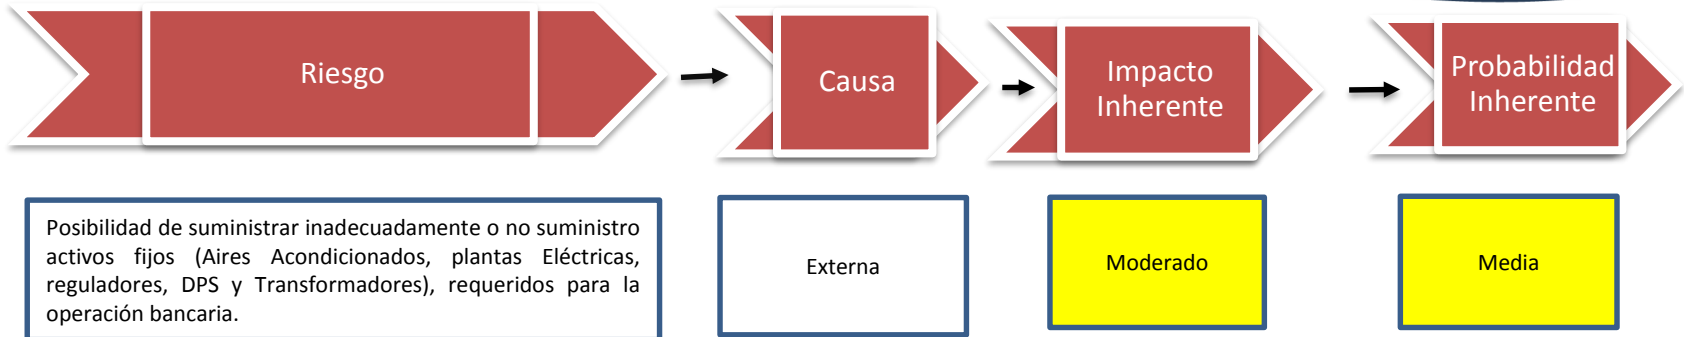 Riesgo
Causa
Impacto
Inherente
Probabilidad
Inherente
Posibilidad de suministrar inadecuadamente o no suministro
activos fijos (Aires Acondicionados, plantas Eléctricas,
reguladores, DPS y Transformadores), requeridos para la
operación bancaria.
Externa
Moderado
Media